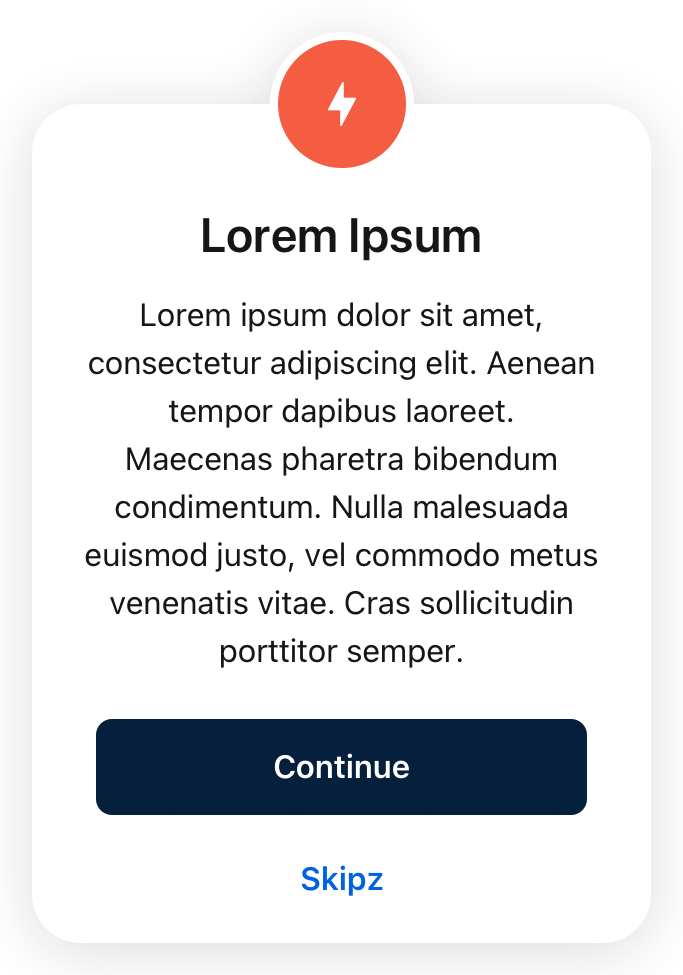 Lorem Ipsum
Lorem ipsum dolor sit amet,
consectetur adipiscing elit. Aenean
tempor dapibus laoreet.
Maecenas pharetra bibendum
condimentum. Nulla malesuada
euismod justo, vel commodo metus
venenatis vitae. Cras sollicitudin
porttitor semper.
Continue
Skipz